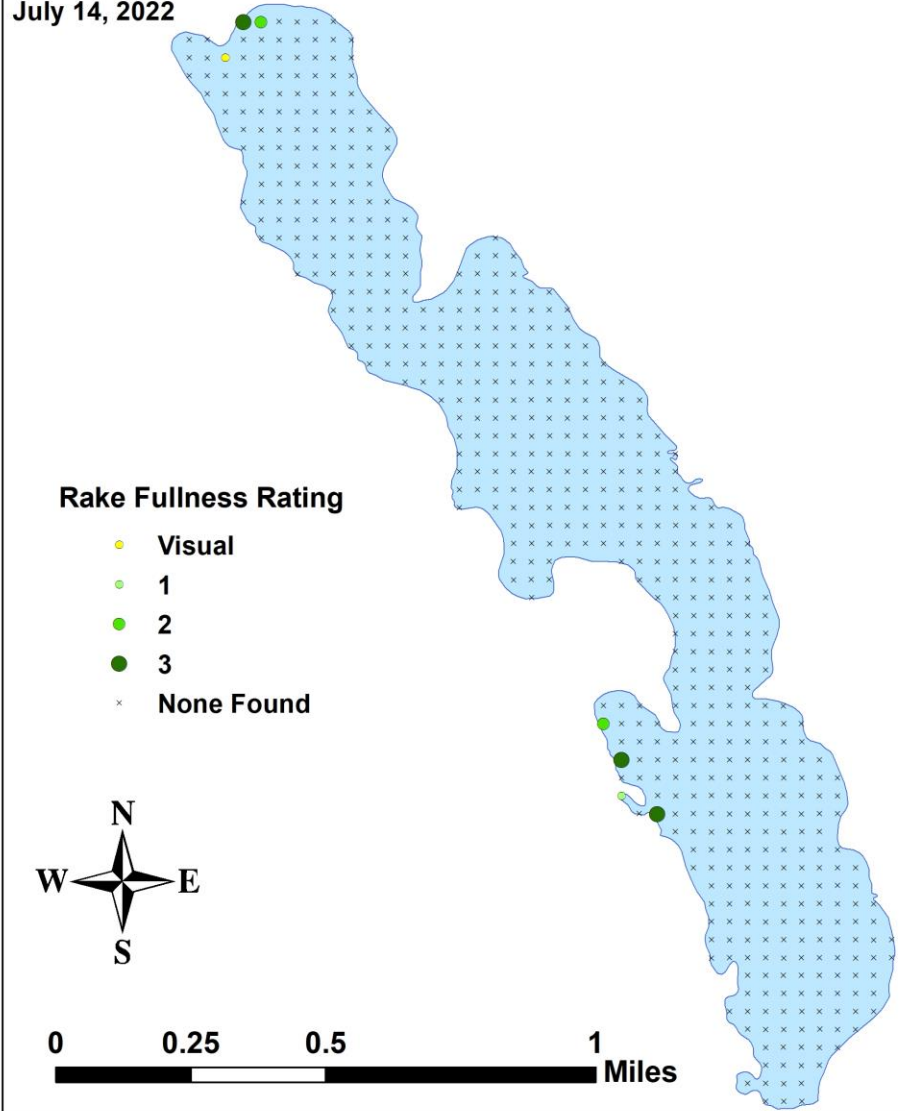 July 14, 2022
Rake Fullness Rating
Visual
1
2
3
None Found
N
W E
S
0 0.25 0.5 1
Miles